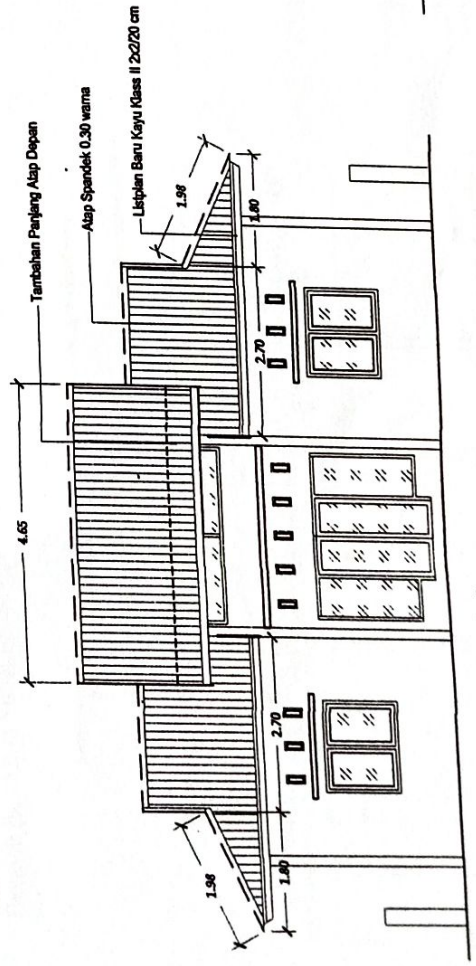 Tambahan Panjang Atap Depan
Atap Spandek 0.30 warna
Listplan Baru Kayu Klass II 2x2/20 cm
4.65
1.98
1.80
2.70
2.70
1.98
1.80